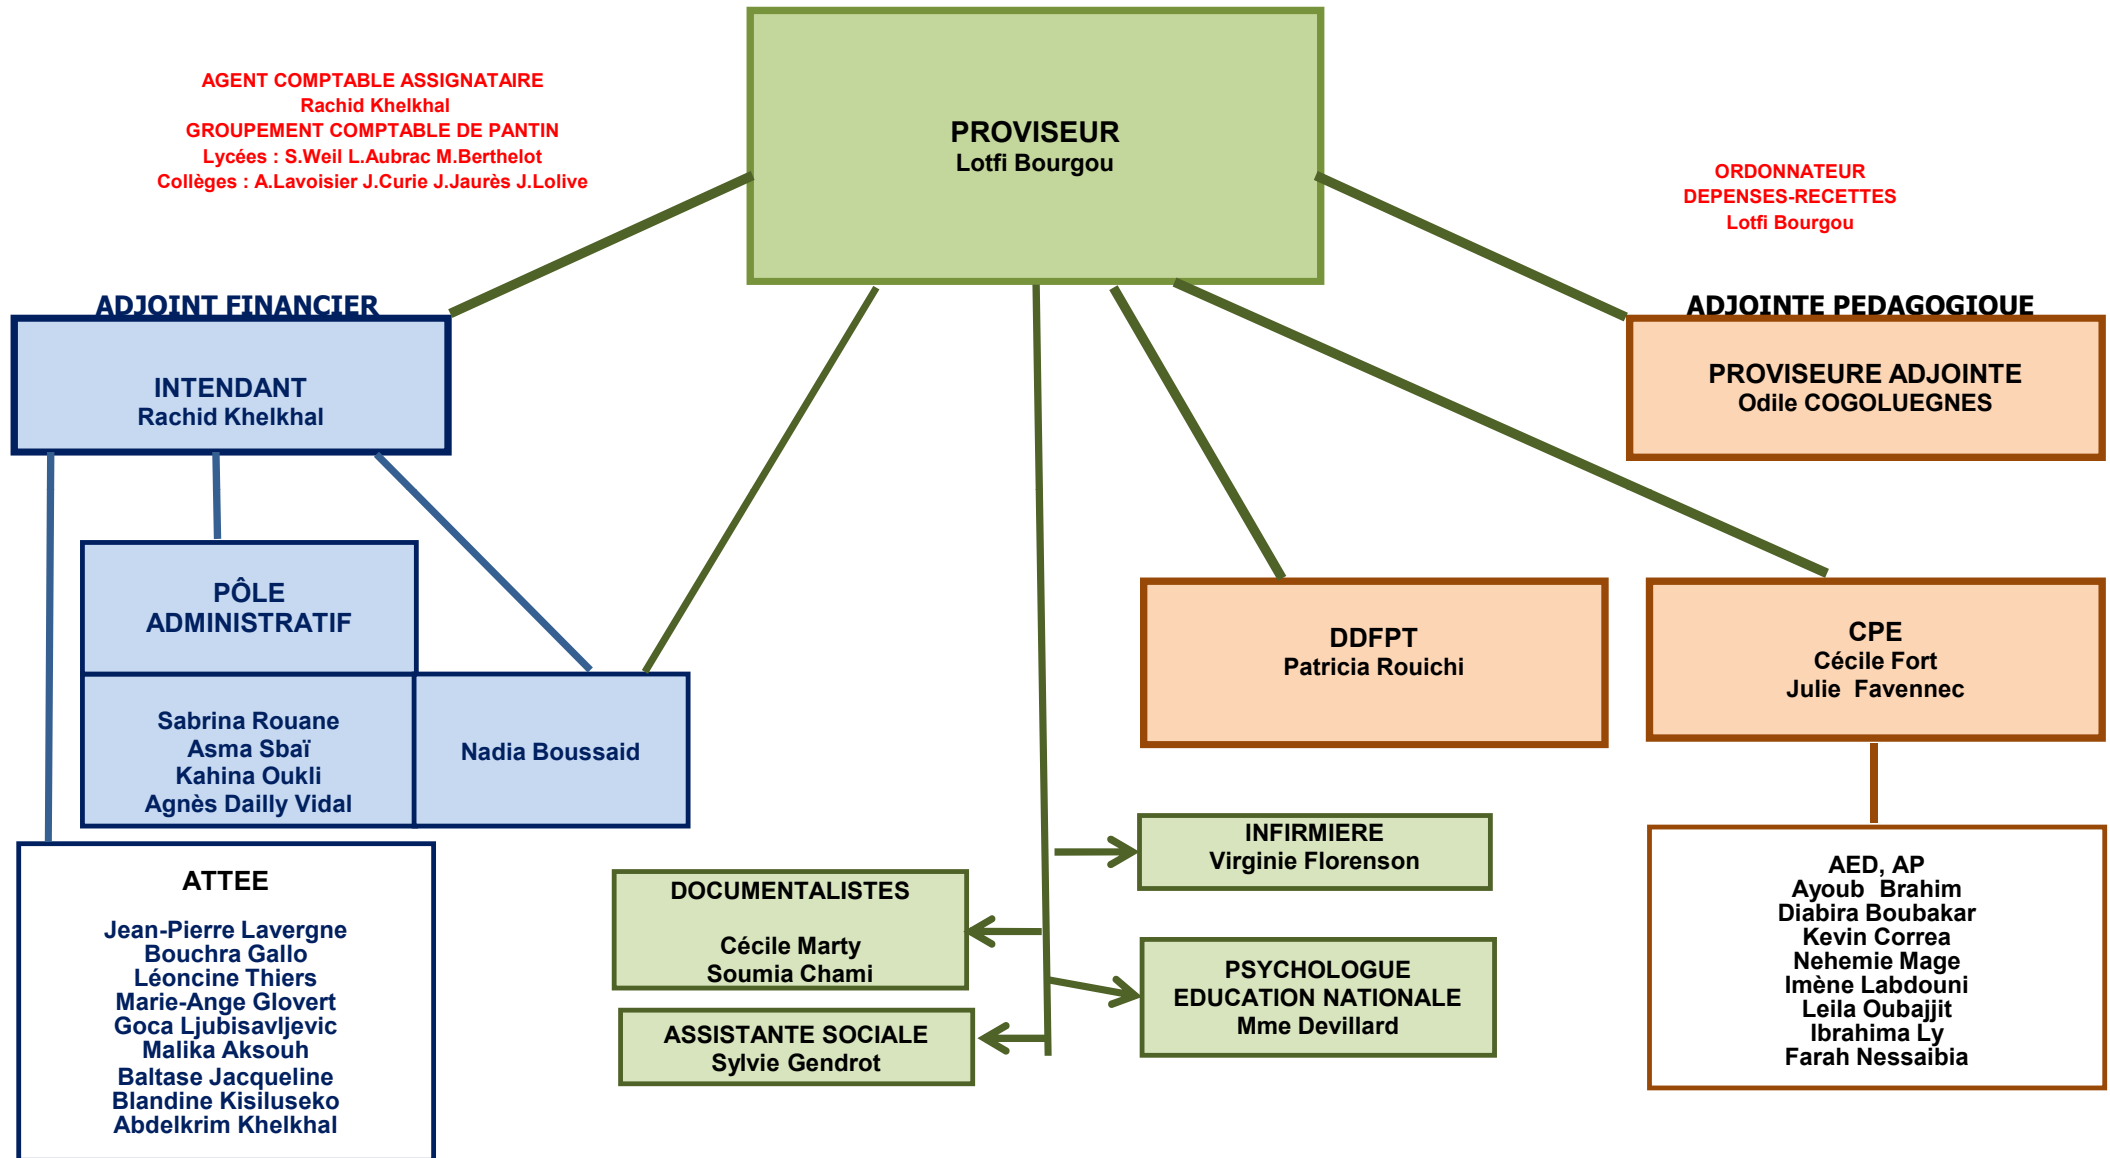 AGENT COMPTABLE ASSIGNATAIRE
Rachid Khelkhal
GROUPEMENT COMPTABLE DE PANTIN
Lycées : S.Weil L.Aubrac M.Berthelot
Collèges : A.Lavoisier J.Curie J.Jaurès J.Lolive
PROVISEUR
Lotfi Bourgou
ORDONNATEUR
DEPENSES-RECETTES
Lotfi Bourgou
ADJOINT FINANCIER
INTENDANT
Rachid Khelkhal
ADJOINTE PEDAGOGIQUE
PROVISEURE ADJOINTE
Odile COGOLUEGNES
PÔLE
ADMINISTRATIF
Sabrina Rouane
Asma Sbaï
Kahina Oukli
Agnès Dailly Vidal
Nadia Boussaid
DDFPT
Patricia Rouichi
CPE
Cécile Fort
Julie  Favennec
ATTEE
Jean-Pierre Lavergne
Bouchra Gallo
Léoncine Thiers
Marie-Ange Glovert
Goca Ljubisavljevic
Malika Aksouh
Baltase Jacqueline
Blandine Kisiluseko
Abdelkrim Khelkhal
DOCUMENTALISTES
Cécile Marty
Soumia Chami
ASSISTANTE SOCIALE
Sylvie Gendrot
INFIRMIERE
Virginie Florenson
PSYCHOLOGUE
EDUCATION NATIONALE
Mme Devillard
AED, AP
Ayoub  Brahim
Diabira Boubakar
Kevin Correa
Nehemie Mage
Imène Labdouni
Leila Oubajjit
Ibrahima Ly
Farah Nessaibia